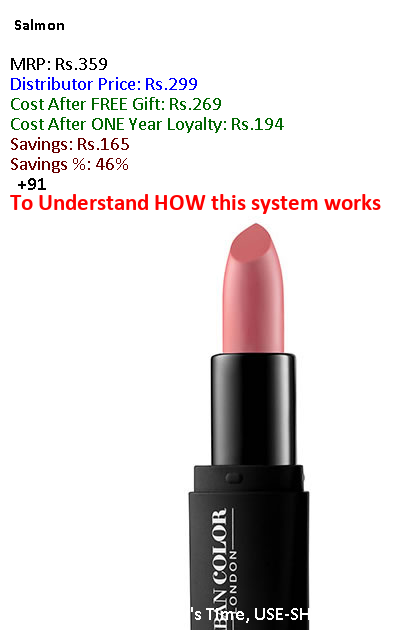 Salmon
MRP: Rs.359
Distributor Price: Rs.299
Cost After FREE Gift: Rs.269
Cost After ONE Year Loyalty: Rs.194
Savings: Rs.165
Savings %: 46%
+91
To Understand HOW this system works
COLOR
LONDON
Time, USE-SH